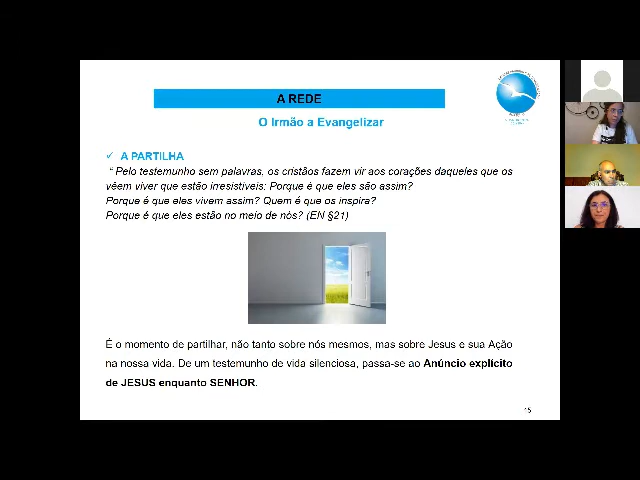 A REDE
O Irmão a Evangelizar
✓ A PARTILHA
“ Pelo testemunho sem palavras, os cristãos fazem vir aos corações daqueles que os
vêem viver que estão irresistíveis: Porque é que eles são assim?
Porque é que eles vivem assim? Quem é que os inspira?
Porque é que eles estão no meio de nós? (EN §21)
É o momento de partilhar, não tanto sobre nós mesmos, mas sobre Jesus e sua Ação
na nossa vida. De um testemunho de vida silenciosa, passa-se ao Anúncio explícito
de JESUS enquanto SENHOR.
15